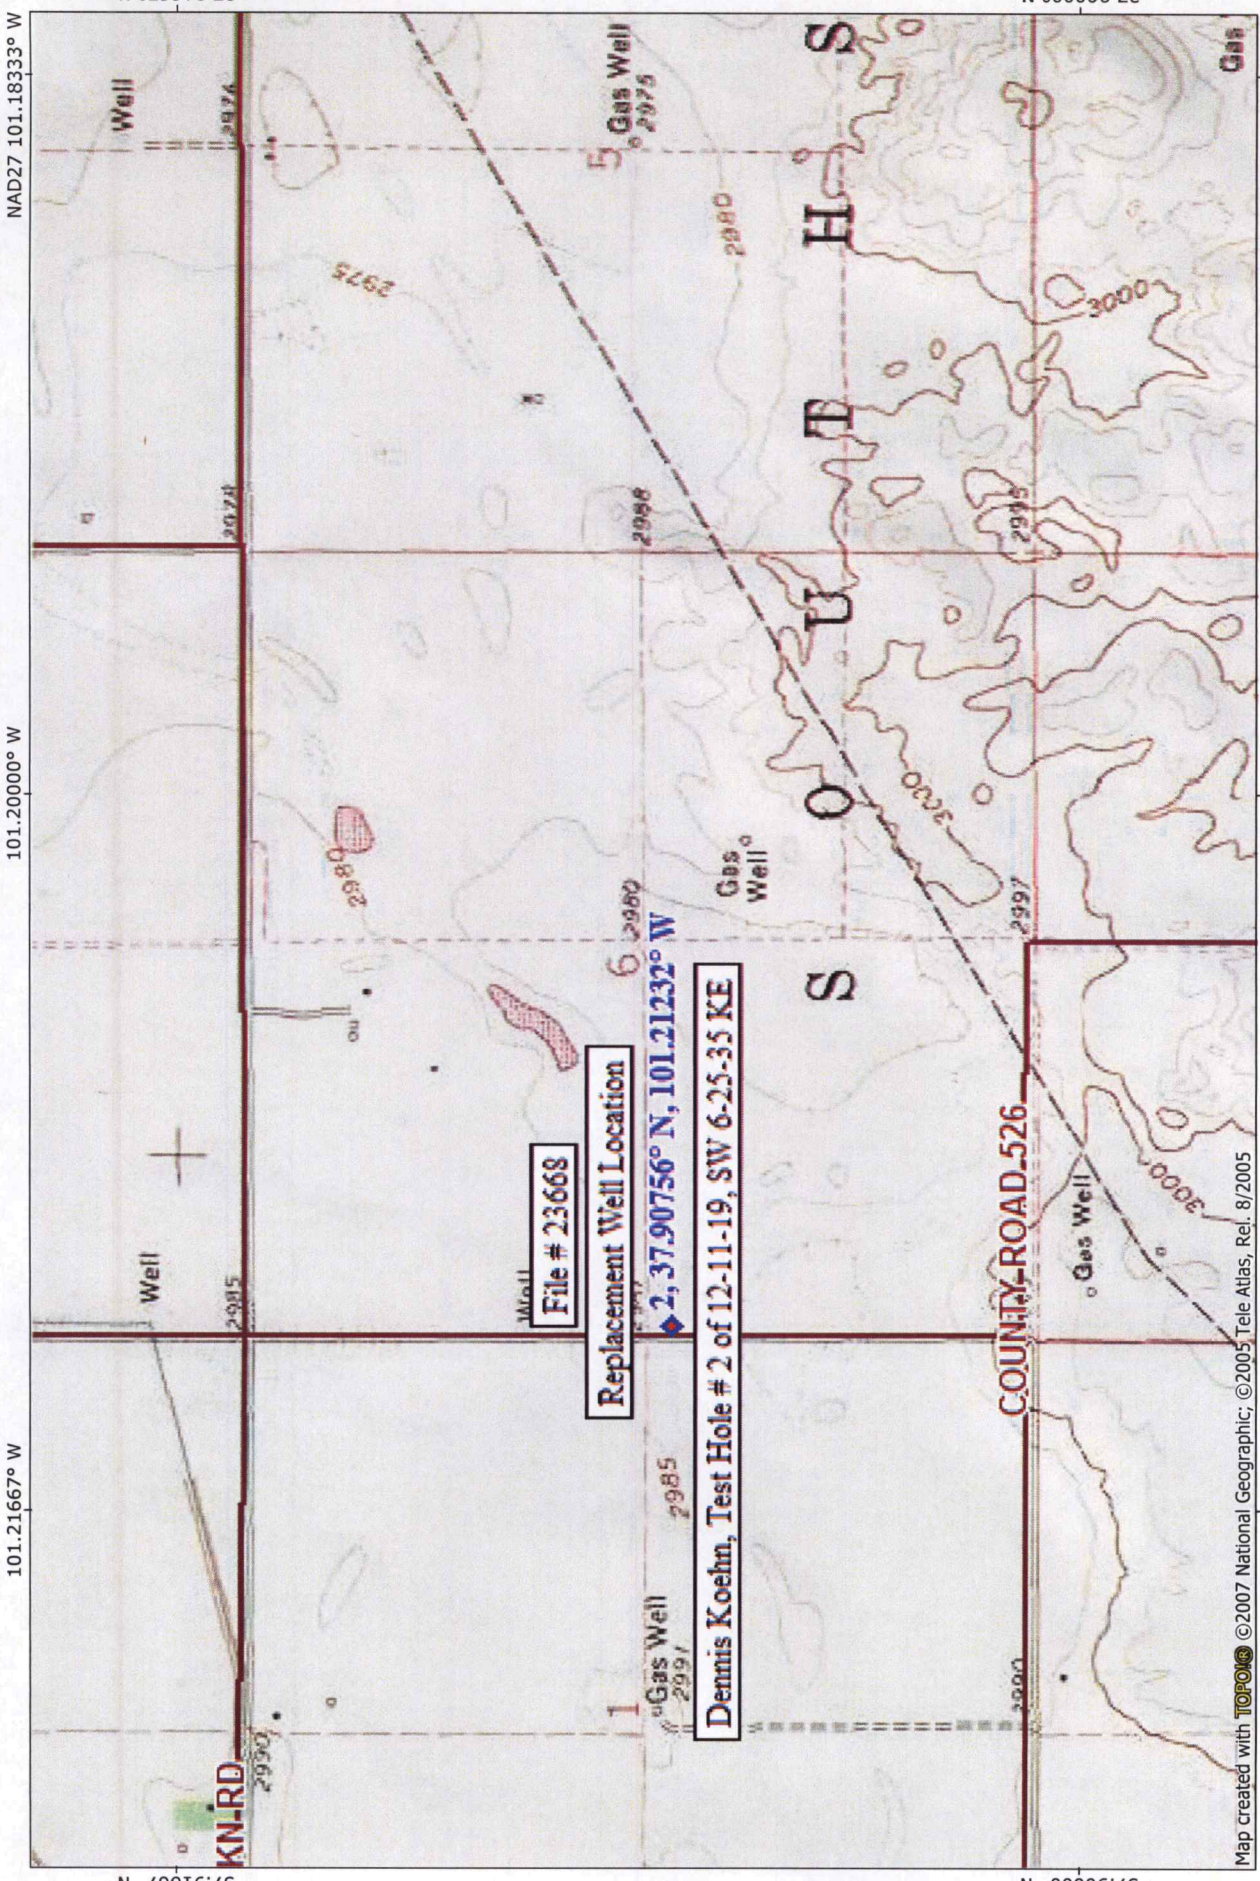 101.21667° W
101.20000° W
NAD27 101.18333° W
Well
Well
KN-RD
2990
2985
2974
2974
2980
2975
File # 23668
Replacement Well Location
1
6
5
Gas Well
2975
Gas Well
2991
2985
2980
2988
2, 37.90756° N, 101.21232° W
Dennis Koehn, Test Hole # 2 of 12-11-19, SW 6-25-35 KE
Gas
Well
2980
S O U T H S
3000
2990
COUNTY-ROAD-526
2997
2995
Gas Well
3000
3000
Gas
Map created with TOPO!® ©2007 National Geographic; ©2005 Tele Atlas, Rel. 8/2005